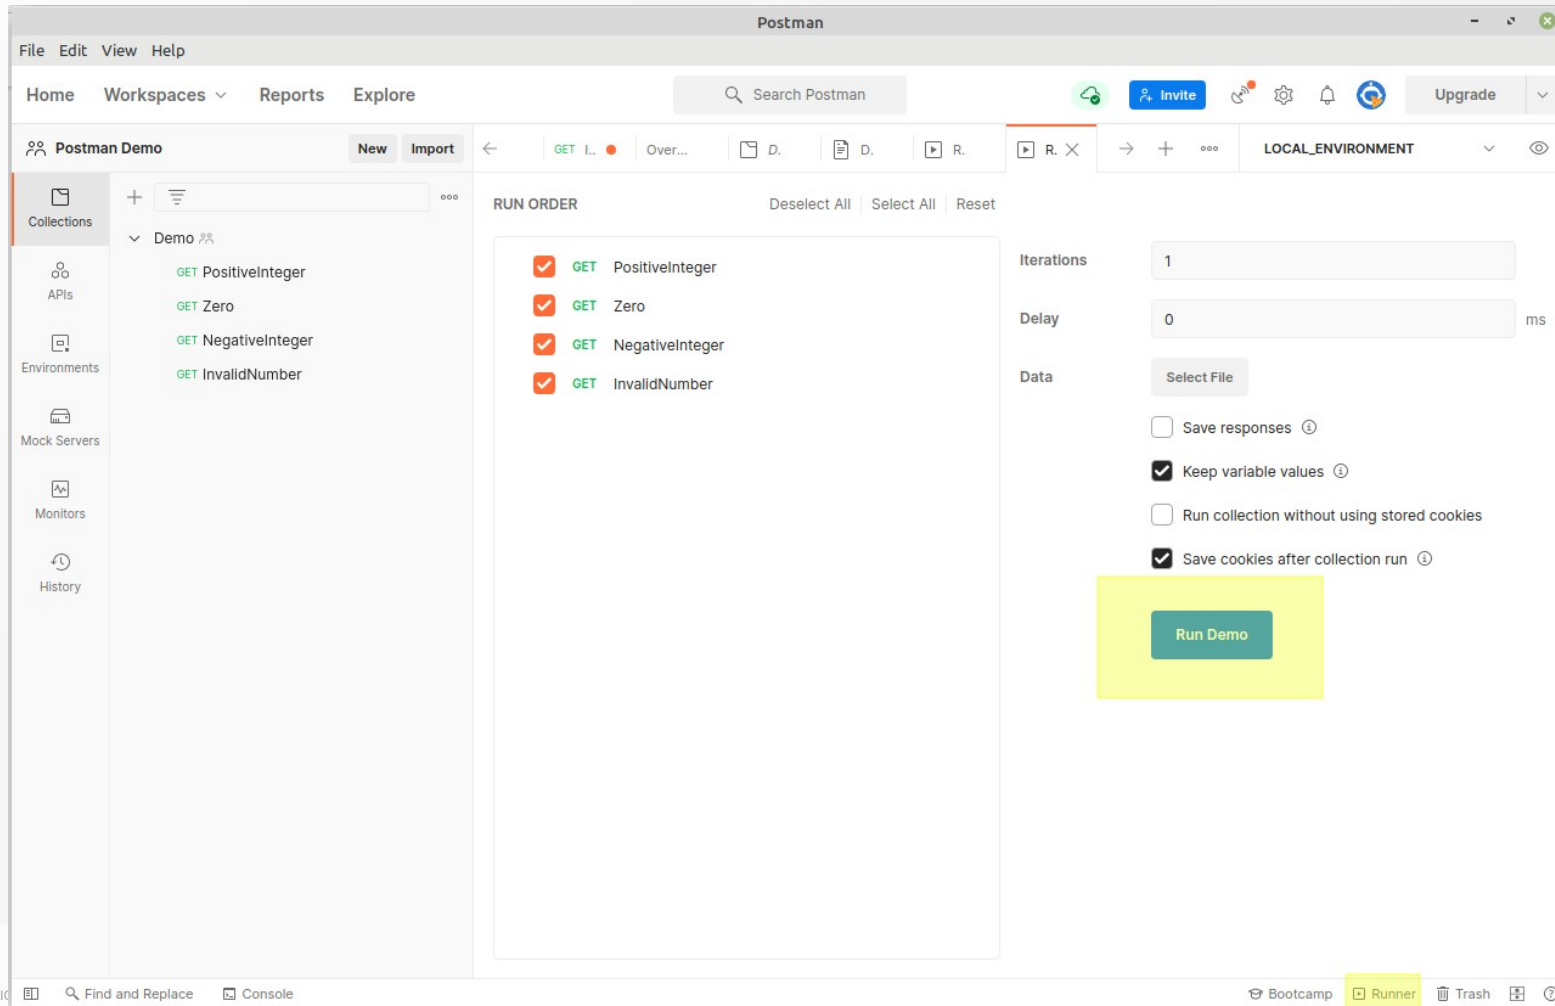 Postman
File Edit View Help
Home Workspaces Reports Explore Search Postman Invite Upgrade
Postman Demo New Import GET I.. Over... D. D. R. R. LOCAL_ENVIRONMENT
Collections
APIs
Environments
Mock Servers
Monitors
History
Demo
GET PositiveInteger
GET Zero
GET NegativeInteger
GET InvalidNumber
RUN ORDER Deselect All Select All Reset
GET PositiveInteger
GET Zero
GET NegativeInteger
GET InvalidNumber
Iterations 1
Delay 0 ms
Data Select File
Save responses
Keep variable values
Run collection without using stored cookies
Save cookies after collection run
Run Demo
Find and Replace Console Bootcamp Runner Trash